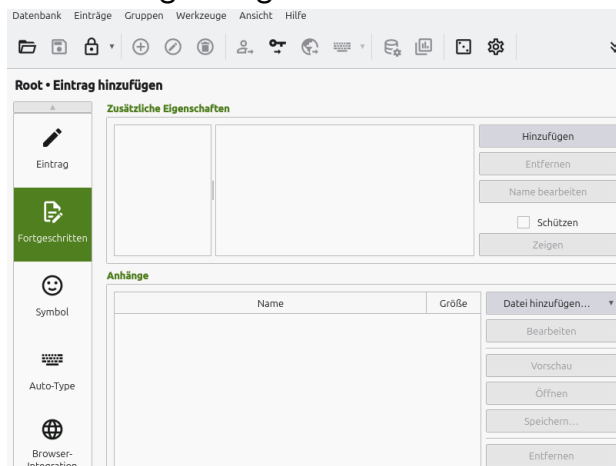 Datenbank Einträge Gruppen Werkzeuge Ansicht Hilfe
Root • Eintrag hinzufügen
Zusätzliche Eigenschaften
Eintrag
Fortgeschritten
Symbol
Auto-Type
Browser-
Integration
Hinzufügen
Entfernen
Name bearbeiten
Schützen
Zeigen
Anhänge
Name Größe
Datei hinzufügen...
Bearbeiten
Vorschau
Öffnen
Speichern...
Entfernen